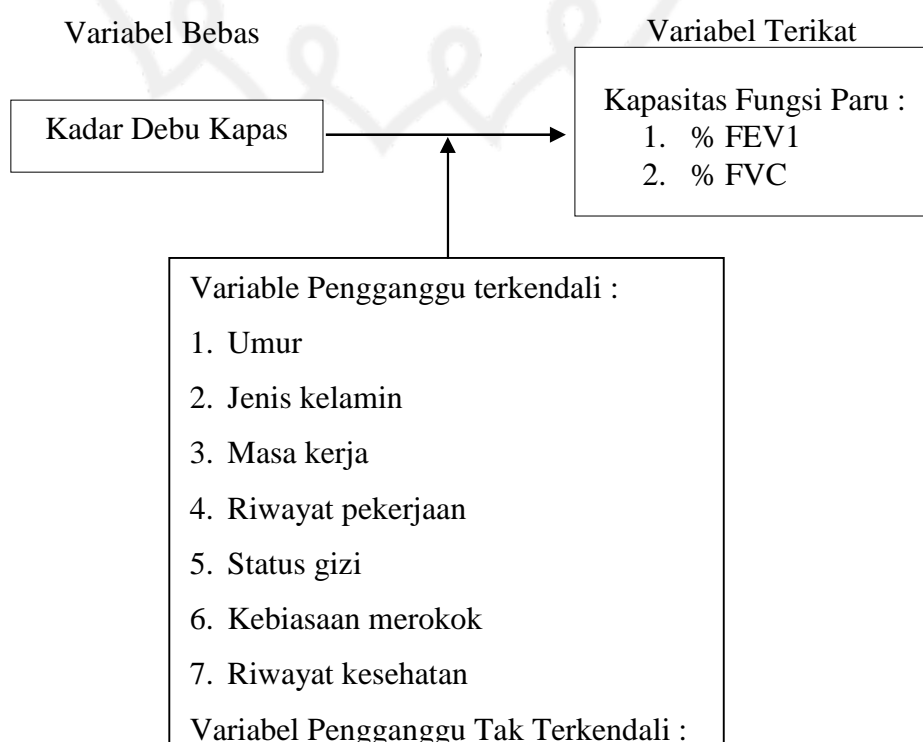 Variabel Bebas
Variabel Terikat
Kadar Debu Kapas
Kapasitas Fungsi Paru :
1. % FEV1
2. % FVC
Variable Pengganggu terkendali :
1. Umur
2. Jenis kelamin
3. Masa kerja
4. Riwayat pekerjaan
5. Status gizi
6. Kebiasaan merokok
7. Riwayat kesehatan
Variabel Pengganggu Tak Terkendali :